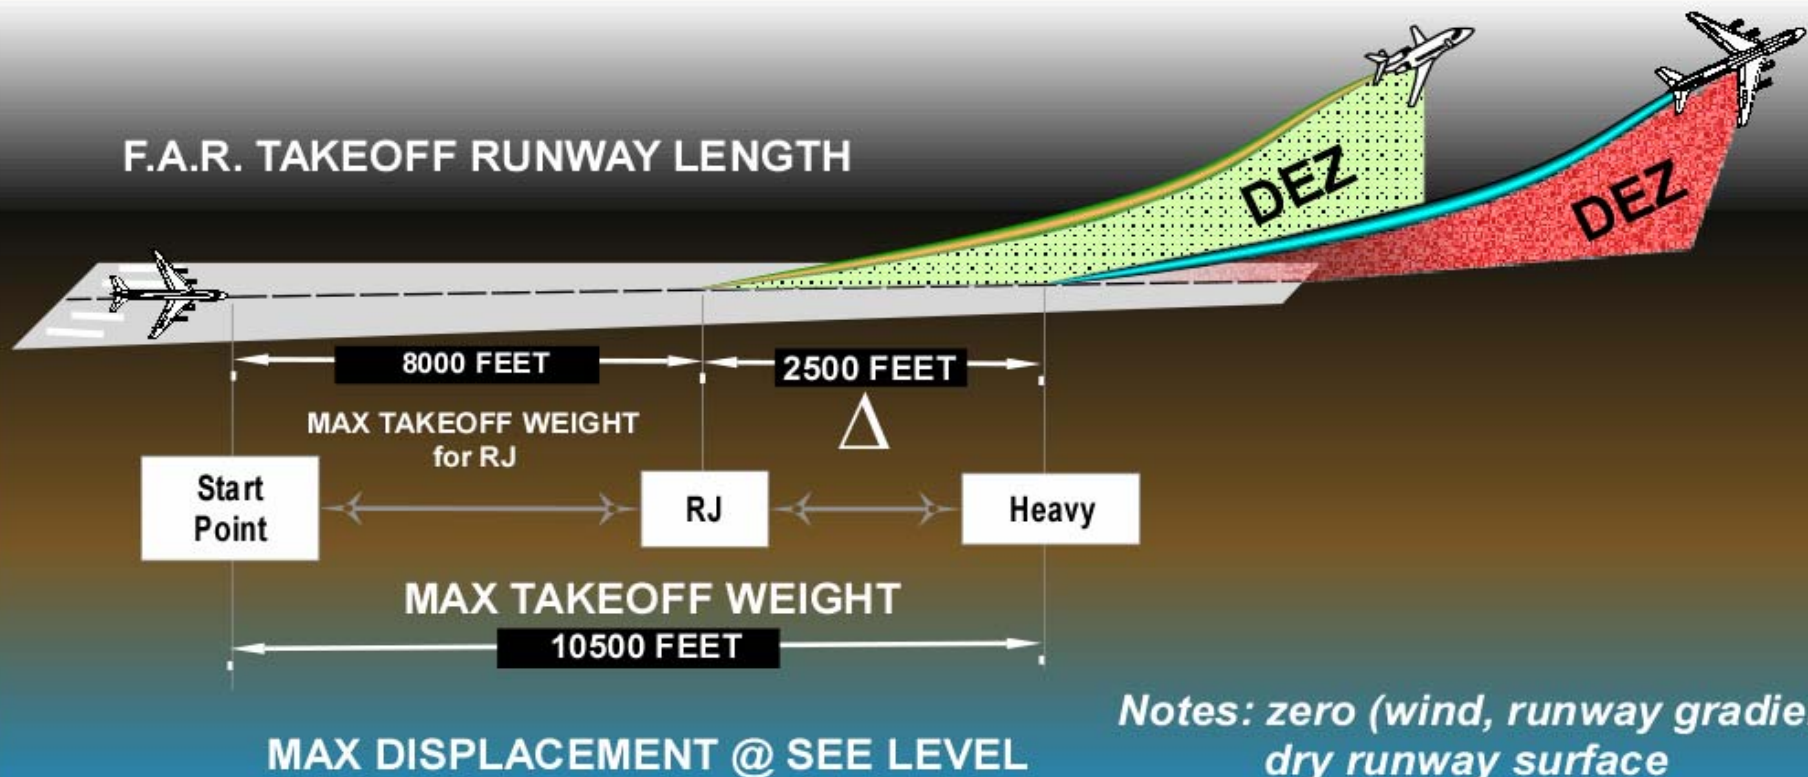 F.A.R. TAKEOFF RUNWAY LENGTH
DEZ
DEZ
8000 FEET
2500 FEET
MAX TAKEOFF WEIGHT
for RJ
Δ
Start
Point
RJ
Heavy
MAX TAKEOFF WEIGHT
10500 FEET
Notes: zero (wind, runway gradie
dry runway surface
MAX DISPLACEMENT @ SEE LEVEL